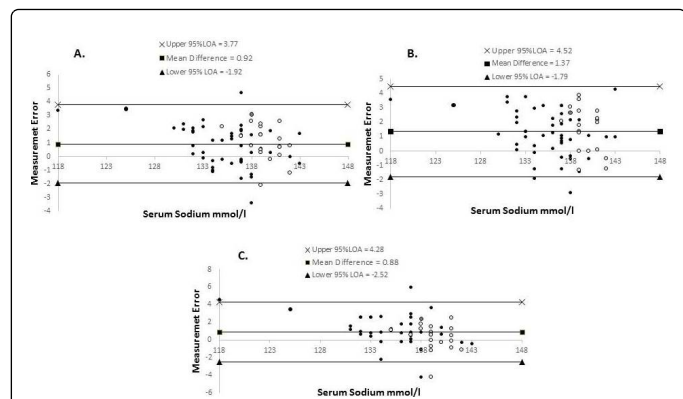 A.
Upper 95%LOA = 3.77
Mean Difference = 0.92
Lower 95% LOA = -1.92
Measuremet Error
6
5
4
3
2
1
0
-1
-2
-3
-4
118 123 128 133 138 143 148
Serum Sodium mmol/l
B.
Upper 95% LOA = 4.52
Mean Difference = 1.37
Lower 95% LOA = -1.79
Measuremet Error
5
4
3
2
1
0
-1
-2
-3
-4
118 123 128 133 138 143 148
Serum Sodium mmol/l
C.
Upper 95%LOA = 4.28
Mean Difference = 0.88
Lower 95% LOA = -2.52
Measuremet Error
8
6
4
2
0
-2
-4
-6
118 123 128 133 138 143 148
Serum Sodium mmol/l